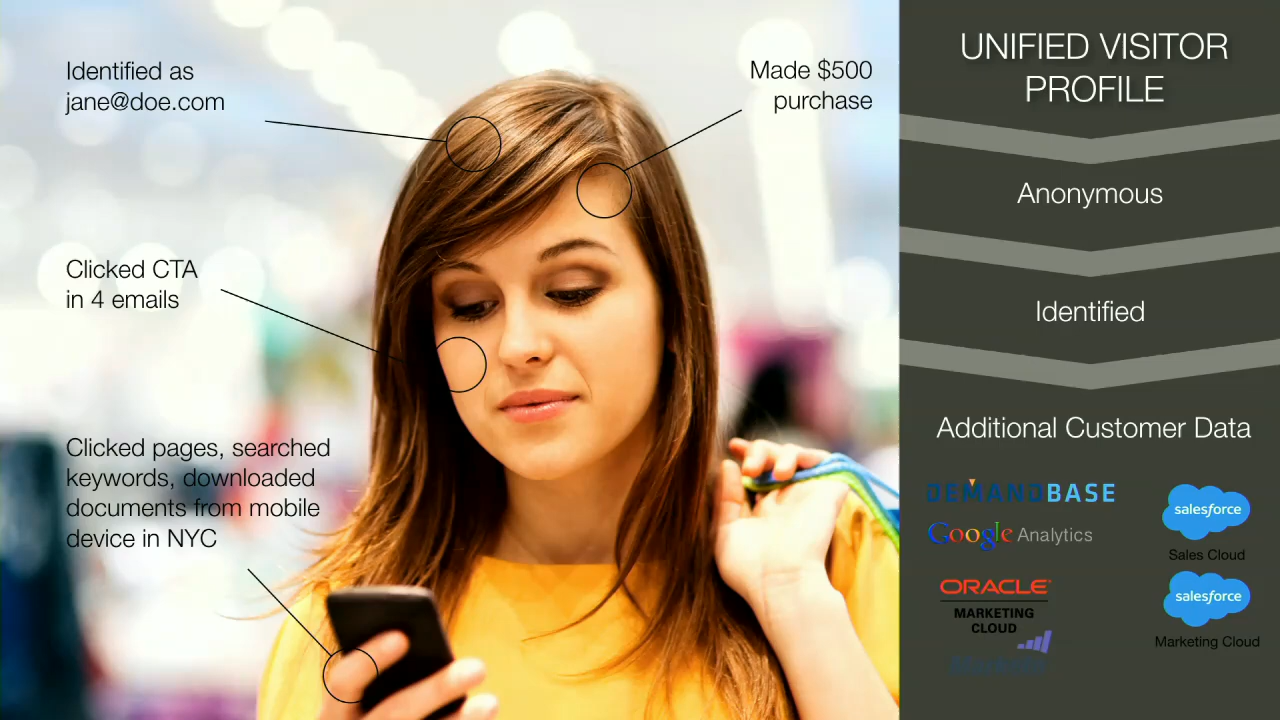 Identified as
jane@doe.com
Made $500
purchase
Clicked CTA
in 4 emails
Clicked pages, searched
keywords, downloaded
documents from mobile
device in NYC
UNIFIED VISITOR
PROFILE
Anonymous
Identified
Additional Customer Data
DEMANDBASE
Google Analytics
ORACLE
MARKETING
CLOUD
Marketo
salesforce
Sales Cloud
salesforce
Marketing Cloud